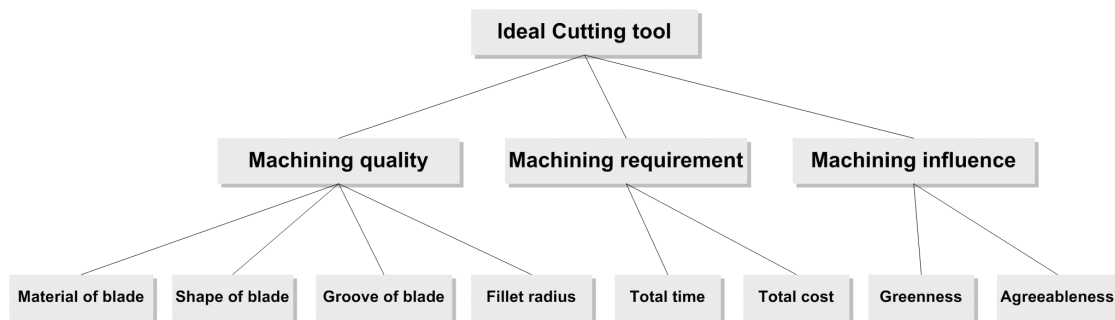 Ideal Cutting tool
Machining quality
Machining requirement
Machining influence
Material of blade
Shape of blade
Groove of blade
Fillet radius
Total time
Total cost
Greenness
Agreeableness